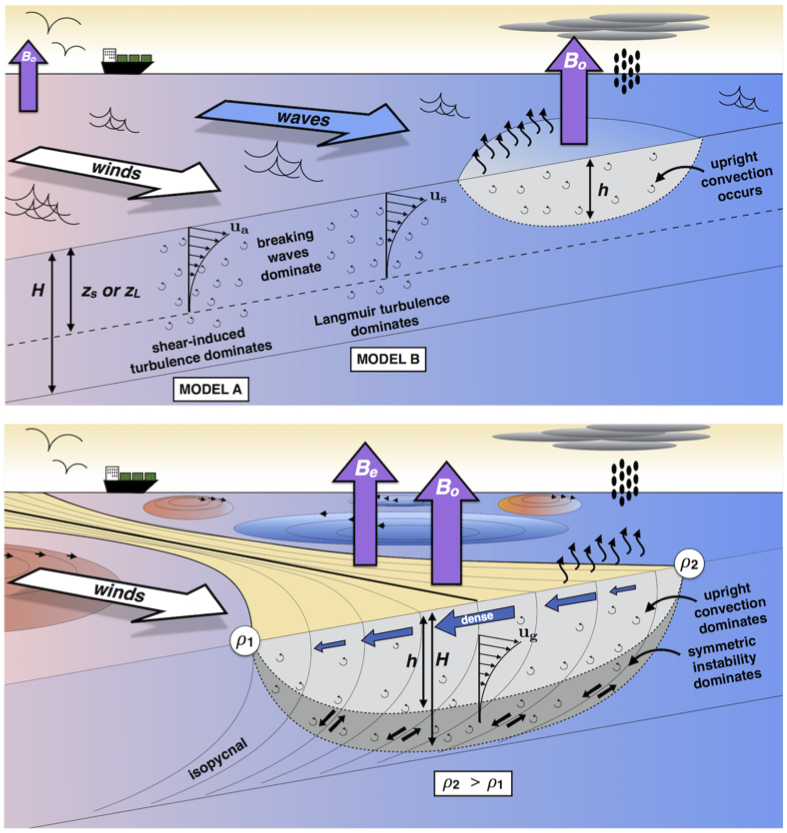 Bo
Bo
waves
winds
upright
convection
occurs
h
us
ua
breaking
waves
dominate
H
zs or zL
Langmuir turbulence
dominates
shear-induced
turbulence dominates
MODEL B
MODEL A
Be
Bo
winds
ρ2
ρ1
dense
ug
upright
convection
dominates
symmetric
instability
dominates
h
H
isopycnal
ρ2 > ρ1